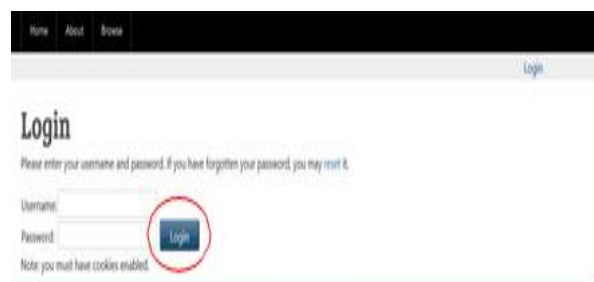 Home About Browse
Login
Login
Please enter your username and password. If you have forgotten your password, you may reset it.
Username:
Password: Login
Note: you must have cookies enabled.